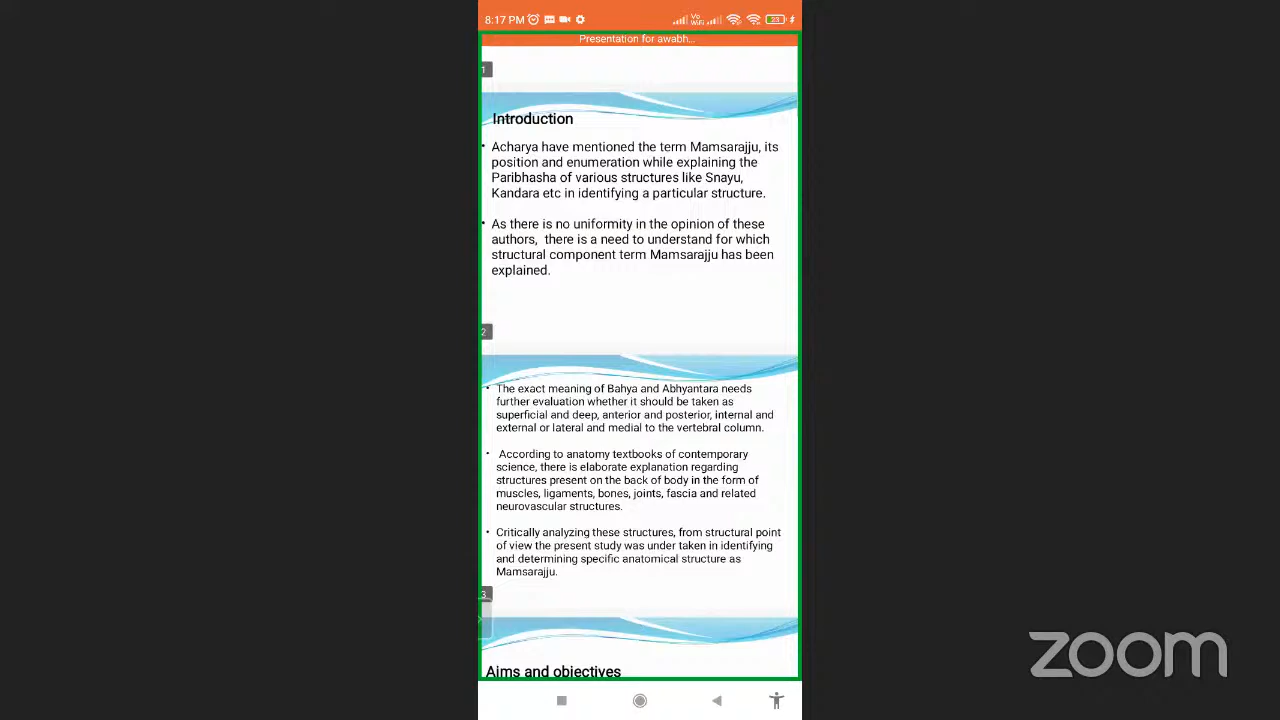 8:17 PM
Vo
WiFi
23
Presentation for awabh...
1
Introduction
• Acharya have mentioned the term Mamsarajju, its
position and enumeration while explaining the
Paribhasha of various structures like Snayu,
Kandara etc in identifying a particular structure.
• As there is no uniformity in the opinion of these
authors, there is a need to understand for which
structural component term Mamsarajju has been
explained.
2
• The exact meaning of Bahya and Abhyantara needs
further evaluation whether it should be taken as
superficial and deep, anterior and posterior, internal and
external or lateral and medial to the vertebral column.
• According to anatomy textbooks of contemporary
science, there is elaborate explanation regarding
structures present on the back of body in the form of
muscles, ligaments, bones, joints, fascia and related
neurovascular structures.
• Critically analyzing these structures, from structural point
of view the present study was under taken in identifying
and determining specific anatomical structure as
Mamsarajju.
3
Aims and objectives
zoom